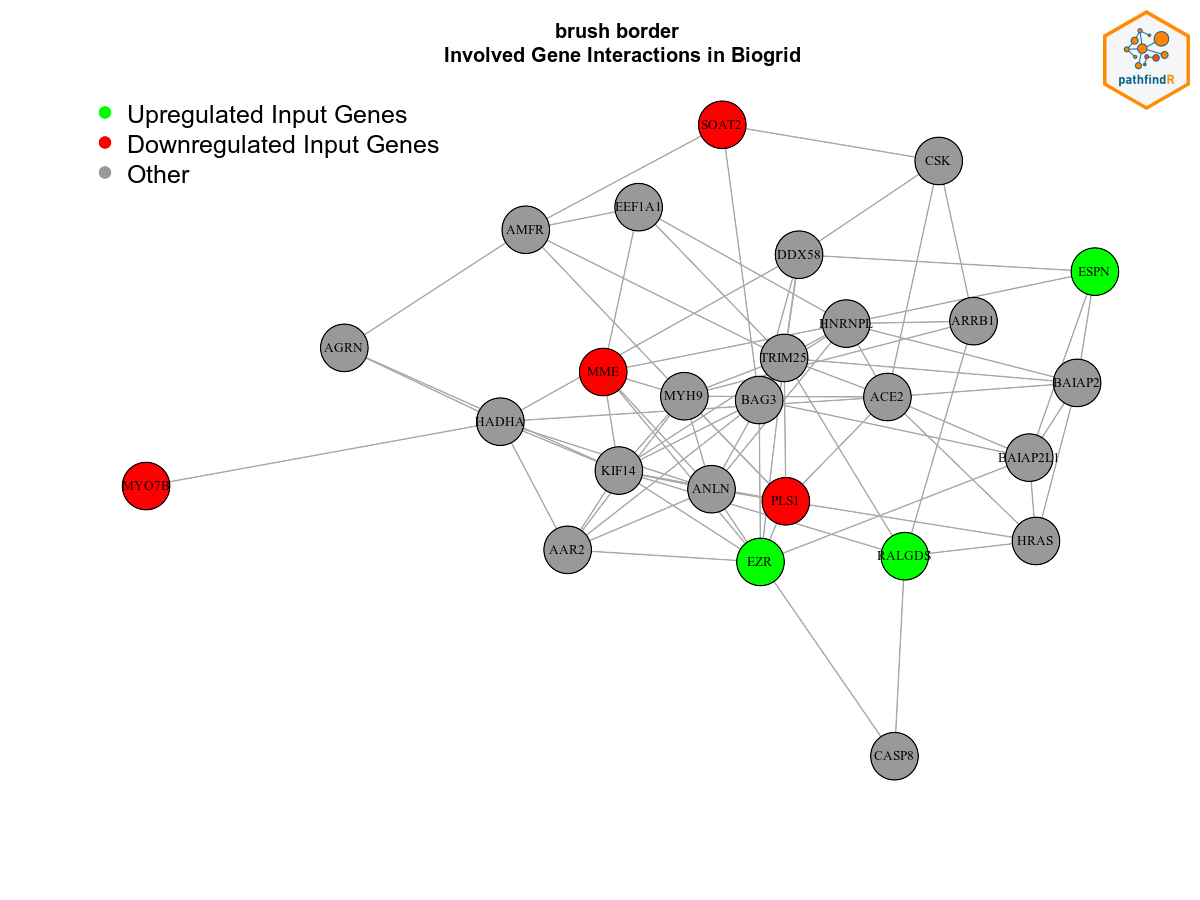 brush border
Involved Gene Interactions in Biogrid
pathfindR
Upregulated Input Genes
Downregulated Input Genes
Other
SOAT2
CSK
EEF1A1
AMFR
DDX58
ESPN
HNRNPL
ARRB1
AGRN
TRIM25
MME
BAIAP2
MYH9
BAG3
ACE2
HADHA
BAIAP2L1
KIF14
MYO7B
ANLN
PLS1
HRAS
AAR2
EZR
RALGDS
CASP8